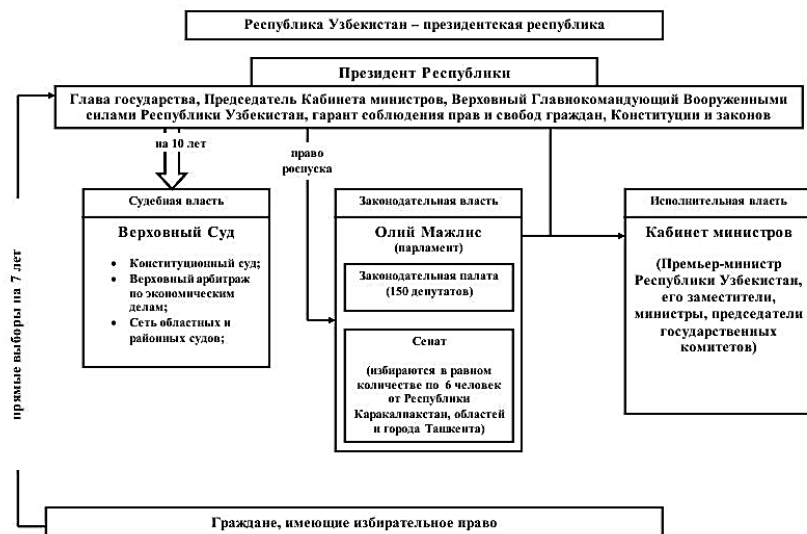 Республика Узбекистан – президентская республика
Президент Республики
Глава государства, Председатель Кабинета министров, Верховный Главнокомандующий Вооруженными
силами Республики Узбекистан, гарант соблюдения прав и свобод граждан, Конституции и законов
на 10 лет
право
роспуска
Судебная власть
Верховный Суд
• Конституционный суд;
• Верховный арбитраж
по экономическим
делам;
• Сеть областных и
районных судов;
Законодательная власть
Олий Мажлис
(парламент)
Законодательная палата
(150 депутатов)
Сенат
(избираются в равном
количестве по 6 человек
от Республики
Каракалпакстан, областей
и города Ташкента)
Исполнительная власть
Кабинет министров
(Премьер-министр
Республики Узбекистан,
его заместители,
министры, председатели
государственных
комитетов)
прямые выборы на 7 лет
Граждане, имеющие избирательное право